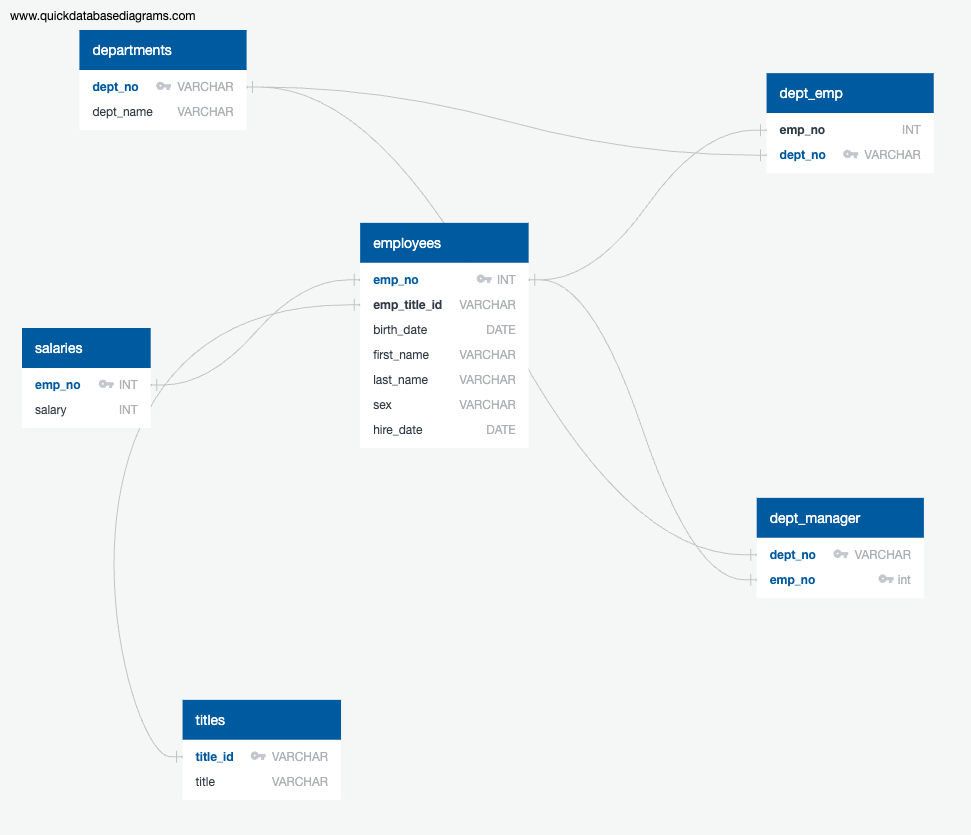 www.quickdatabasediagrams.com
departments
dept_no VARCHAR
dept_name VARCHAR
dept_emp
emp_no INT
dept_no VARCHAR
employees
emp_no INT
emp_title_id VARCHAR
birth_date DATE
first_name VARCHAR
last_name VARCHAR
sex VARCHAR
hire_date DATE
salaries
emp_no INT
salary INT
dept_manager
dept_no VARCHAR
emp_no int
titles
title_id VARCHAR
title VARCHAR